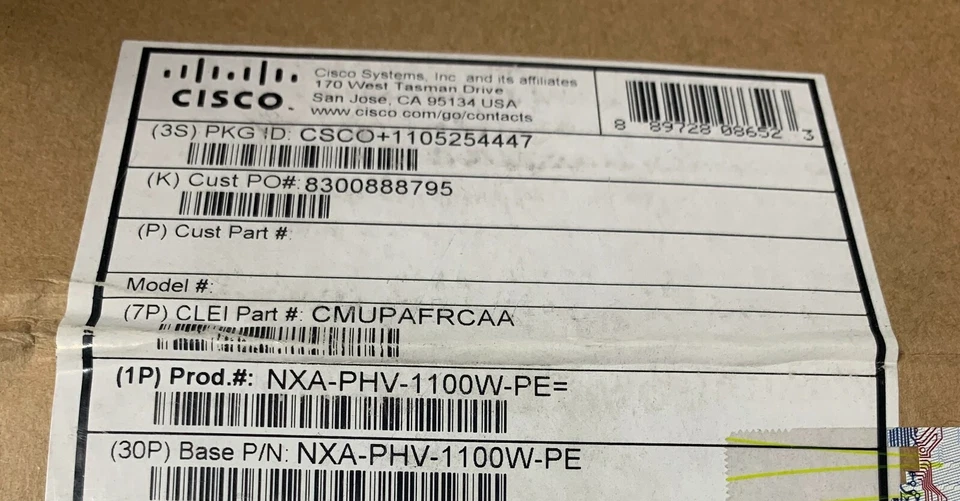 CISCO
Cisco Systems, Inc. and its affiliates
170 West Tasman Drive
San Jose, CA 95134 USA
www.cisco.com/go/contacts
8 89728 08652 3
(3S) PKG ID: CSCO+1105254447
(K) Cust PO#: 8300888795
(P) Cust Part #:
Model #:
(7P) CLEI Part #: CMUPAFRCAA
(1P) Prod.#: NXA-PHV-1100W-PE=
(30P) Base P/N: NXA-PHV-1100W-PE